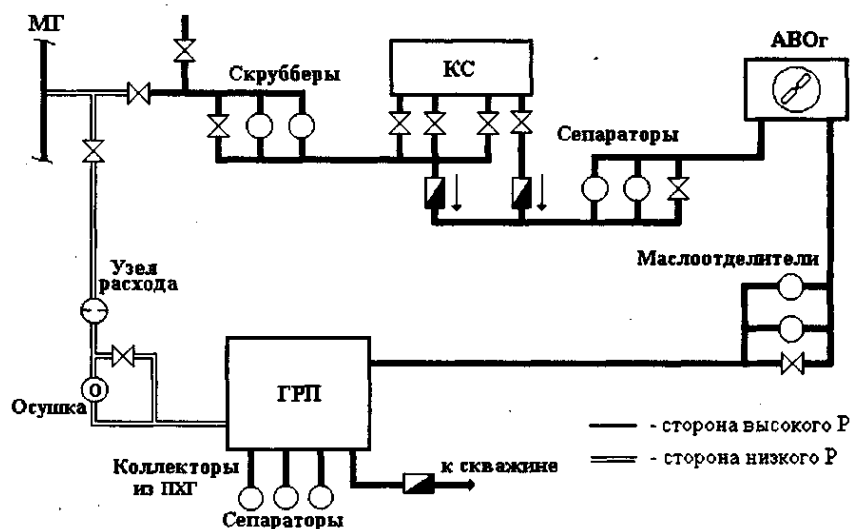 МГ
Скрубберы
КС
АВОг
Сепараторы
Маслоотделители
Узел
расхода
Осушка
О
ГРП
Коллекторы
из ПХГ
Сепараторы
к скважине
- сторона высокого Р
- сторона низкого Р